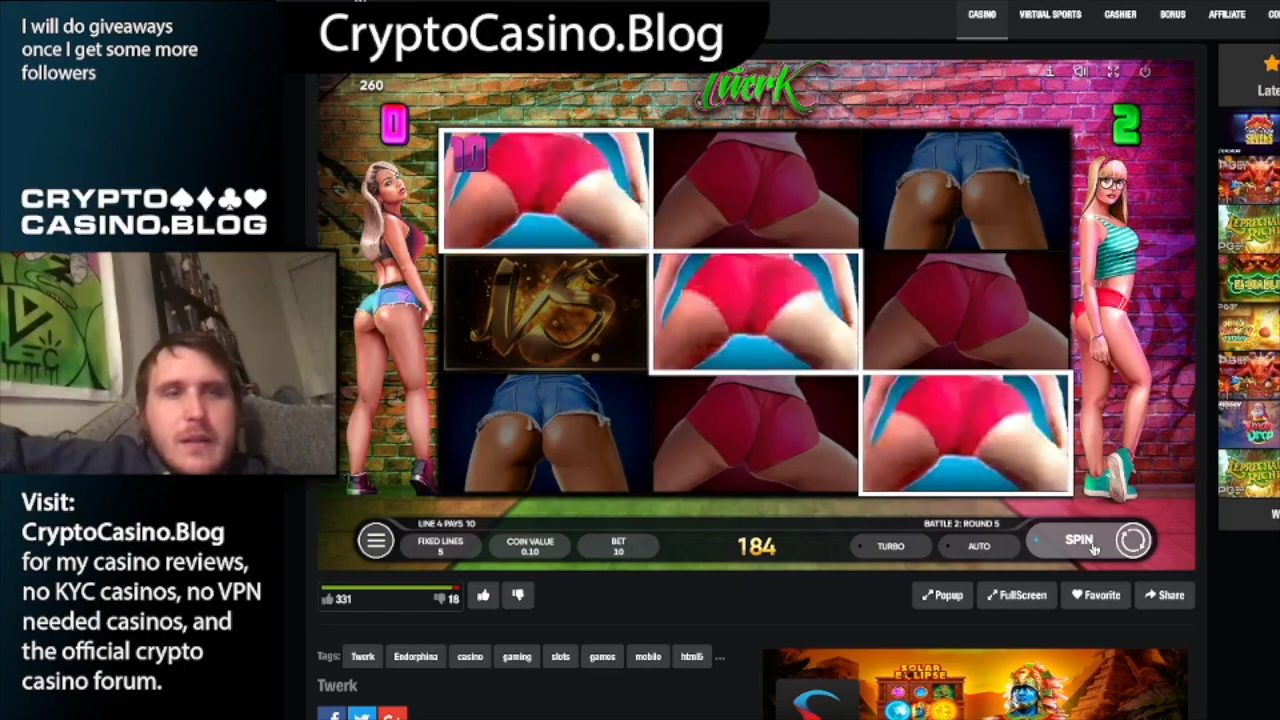 I will do giveaways
once I get some more
followers
CryptoCasino.Blog
CASINO
VIRTUAL SPORTS
CASHIER
BONUS
AFFILIATE
CRYPTO
CASINO.BLOG
260
Twerk
0
2
10
VS
LINE 4 PAYS 10
BATTLE 2: ROUND 5
FIXED LINES
5
COIN VALUE
0.10
BET
10
184
TURBO
AUTO
SPIN
Visit:
CryptoCasino.Blog
for my casino reviews,
no KYC casinos, no VPN
needed casinos, and
the official crypto
casino forum.
331
18
Popup
FullScreen
Favorite
Share
Tags:
Twerk
Endorphina
casino
gaming
slots
games
mobile
html5
...
Twerk
SOLAR
ECLIPSE